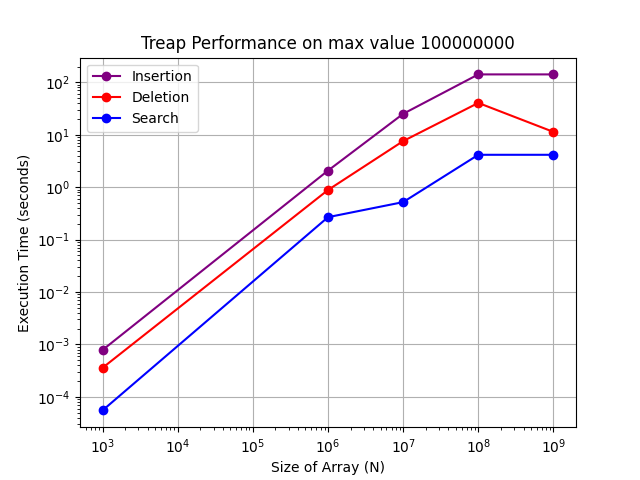 Treap Performance on max value 100000000
Insertion
Deletion
Search
Execution Time (seconds)
10²
10¹
10⁰
10⁻¹
10⁻²
10⁻³
10⁻⁴
10³ 10⁴ 10⁵ 10⁶ 10⁷ 10⁸ 10⁹
Size of Array (N)